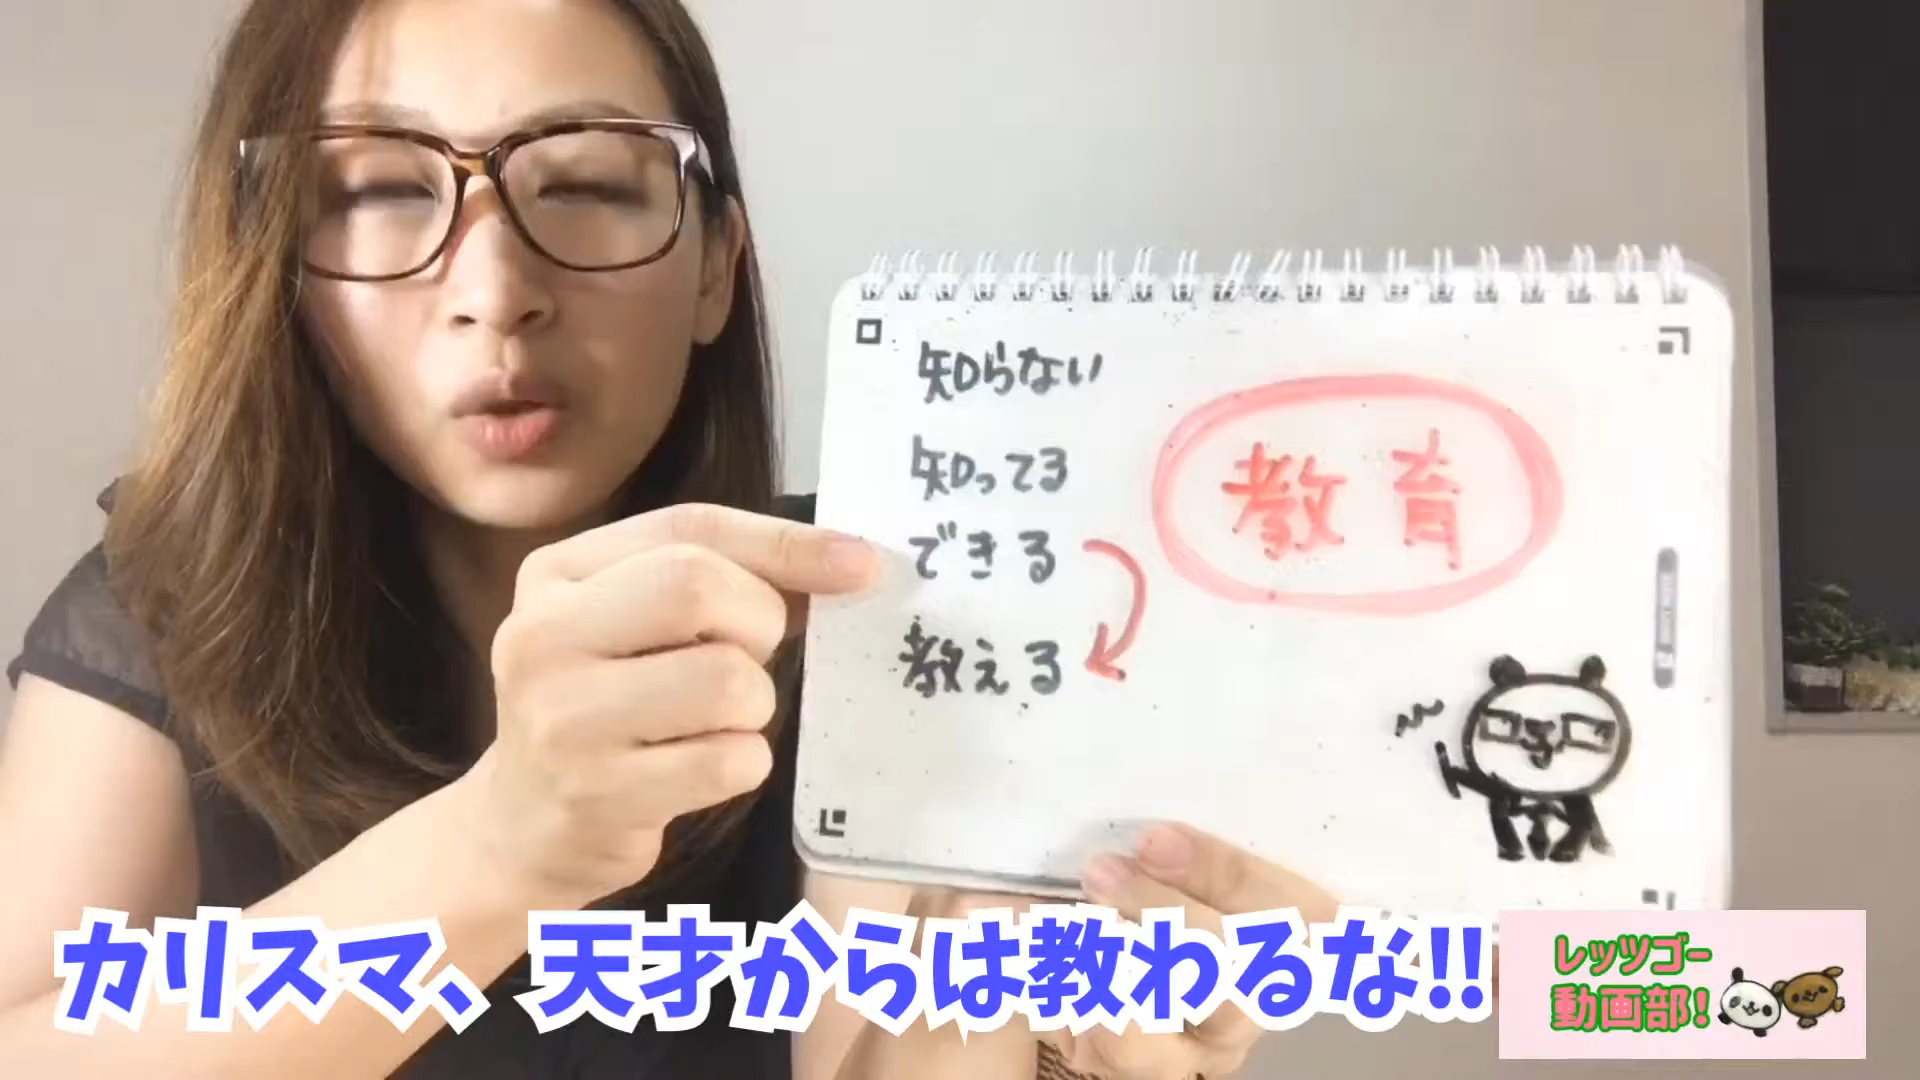 知らない
知ってる
できる
教える
教育
カリスマ、天才からは教わるな!!
レッツゴー
動画部！